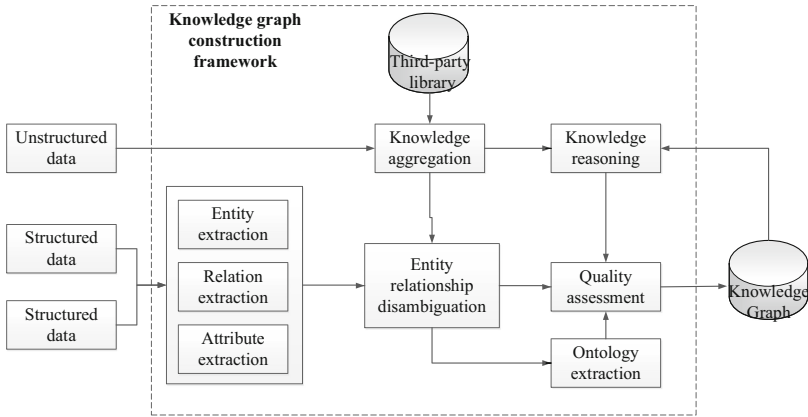 Knowledge graph
construction
framework
Third-party
library
Unstructured
data
Knowledge
aggregation
Knowledge
reasoning
Structured
data
Structured
data
Entity
extraction
Relation
extraction
Attribute
extraction
Entity
relationship
disambiguation
Quality
assessment
Ontology
extraction
Knowledge
Graph